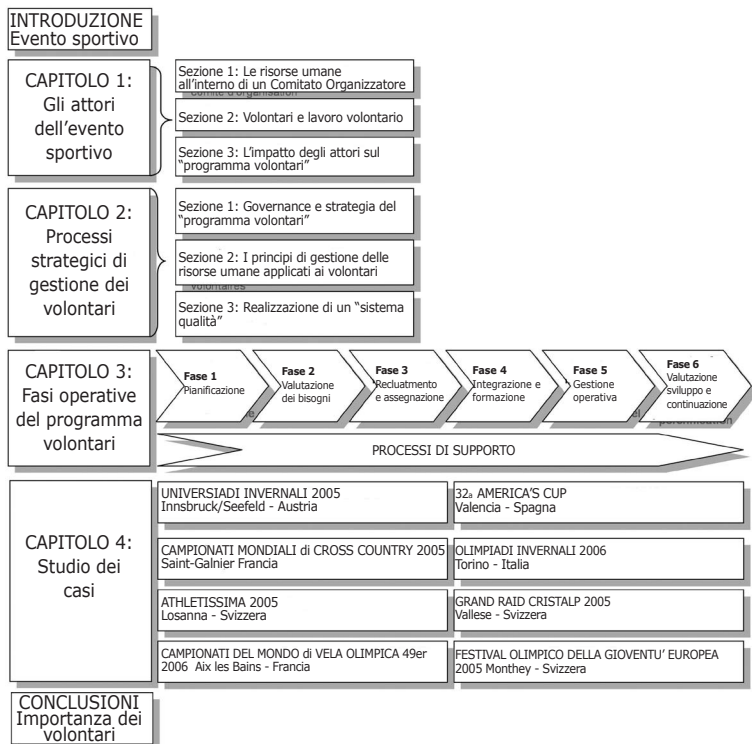 INTRODUZIONE
Evento sportivo
CAPITOLO 1:
Gli attori
dell’evento
sportivo
Sezione 1: Le risorse umane
all’interno di un Comitato Organizzatore
Comité d’organisation
Sezione 2: Volontari e lavoro volontario
Sezione 3: L’impatto degli attori sul
“programma volontari”
CAPITOLO 2:
Processi
strategici di
gestione dei
volontari
Sezione 1: Governance e strategia del
“programma volontari”
Sezione 2: I principi di gestione delle
risorse umane applicati ai volontari
volontaires
Sezione 3: Realizzazione di un “sistema
qualità”
CAPITOLO 3:
Fasi operative
del programma
volontari
Fase 1
Pianificazione
Fase 2
Valutazione
dei bisogni
Fase 3
Recluatmento
e assegnazione
Fase 4
Integrazione e
formazione
Fase 5
Gestione
operativa
Fase 6
Valutazione
sviluppo e
continuazione
PROCESSI DI SUPPORTO
CAPITOLO 4:
Studio dei
casi
UNIVERSIADI INVERNALI 2005
Innsbruck/Seefeld - Austria
32a AMERICA’S CUP
Valencia - Spagna
CAMPIONATI MONDIALI di CROSS COUNTRY 2005
Saint-Galnier Francia
OLIMPIADI INVERNALI 2006
Torino - Italia
ATHLETISSIMA 2005
Losanna - Svizzera
GRAND RAID CRISTALP 2005
Vallese - Svizzera
CAMPIONATI DEL MONDO di VELA OLIMPICA 49er
2006 Aix les Bains - Francia
FESTIVAL OLIMPICO DELLA GIOVENTU’ EUROPEA
2005 Monthey - Svizzera
CONCLUSIONI
Importanza dei
volontari